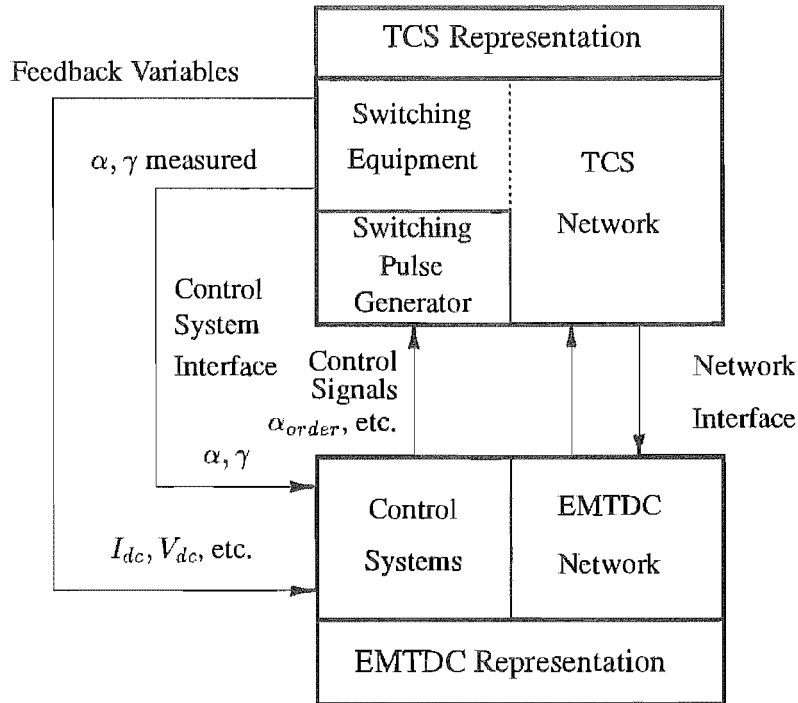 TCS Representation
Feedback Variables
Switching
Equipment
α, γ measured
TCS
Network
Switching
Pulse
Generator
Control
System
Interface
Control
Signals
α_order, etc.
Network
Interface
α, γ
Control
Systems
EMTDC
Network
I_dc, V_dc, etc.
EMTDC Representation